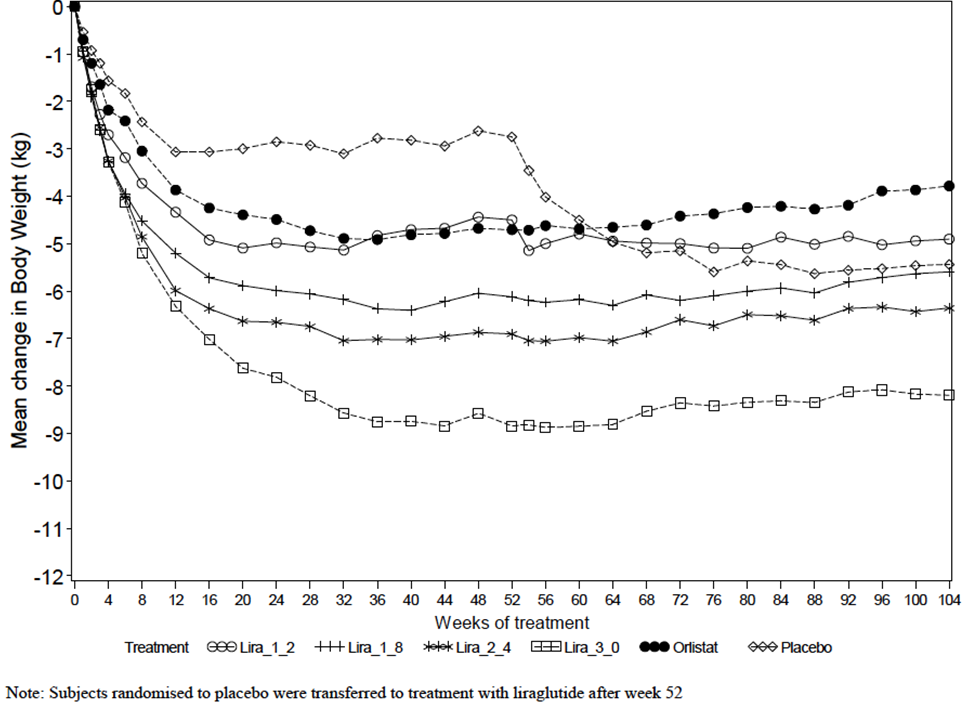 0
-1
-2
-3
-4
-5
-6
-7
-8
-9
-10
-11
-12
Mean change in Body Weight (kg)
0 4 8 12 16 20 24 28 32 36 40 44 48 52 56 60 64 68 72 76 80 84 88 92 96 100 104
Weeks of treatment
Treatment Lira_1_2 Lira_1_8 Lira_2_4 Lira_3_0 Orlistat Placebo
Note: Subjects randomised to placebo were transferred to treatment with liraglutide after week 52